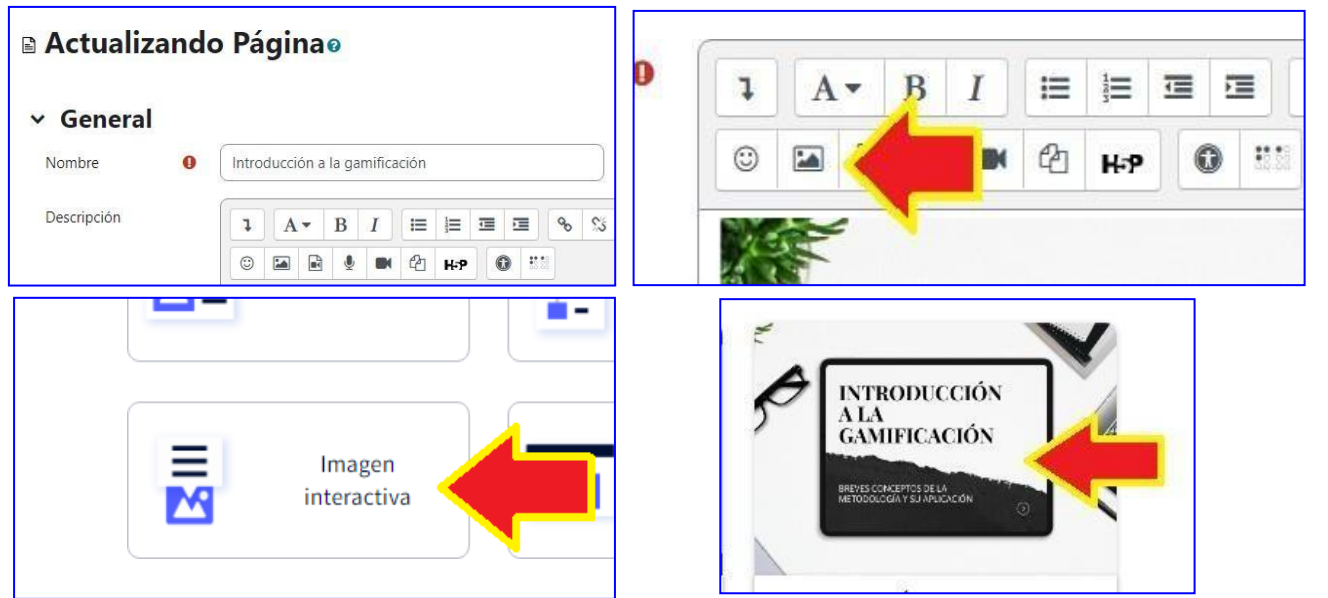 Actualizando Página
General
Nombre
Introducción a la gamificación
Descripción
A B I
H5P
A B I
H5P
Imagen
interactiva
INTRODUCCIÓN
A LA
GAMIFICACIÓN
BREVES CONCEPTOS DE LA
METODOLOGÍA Y SU APLICACIÓN